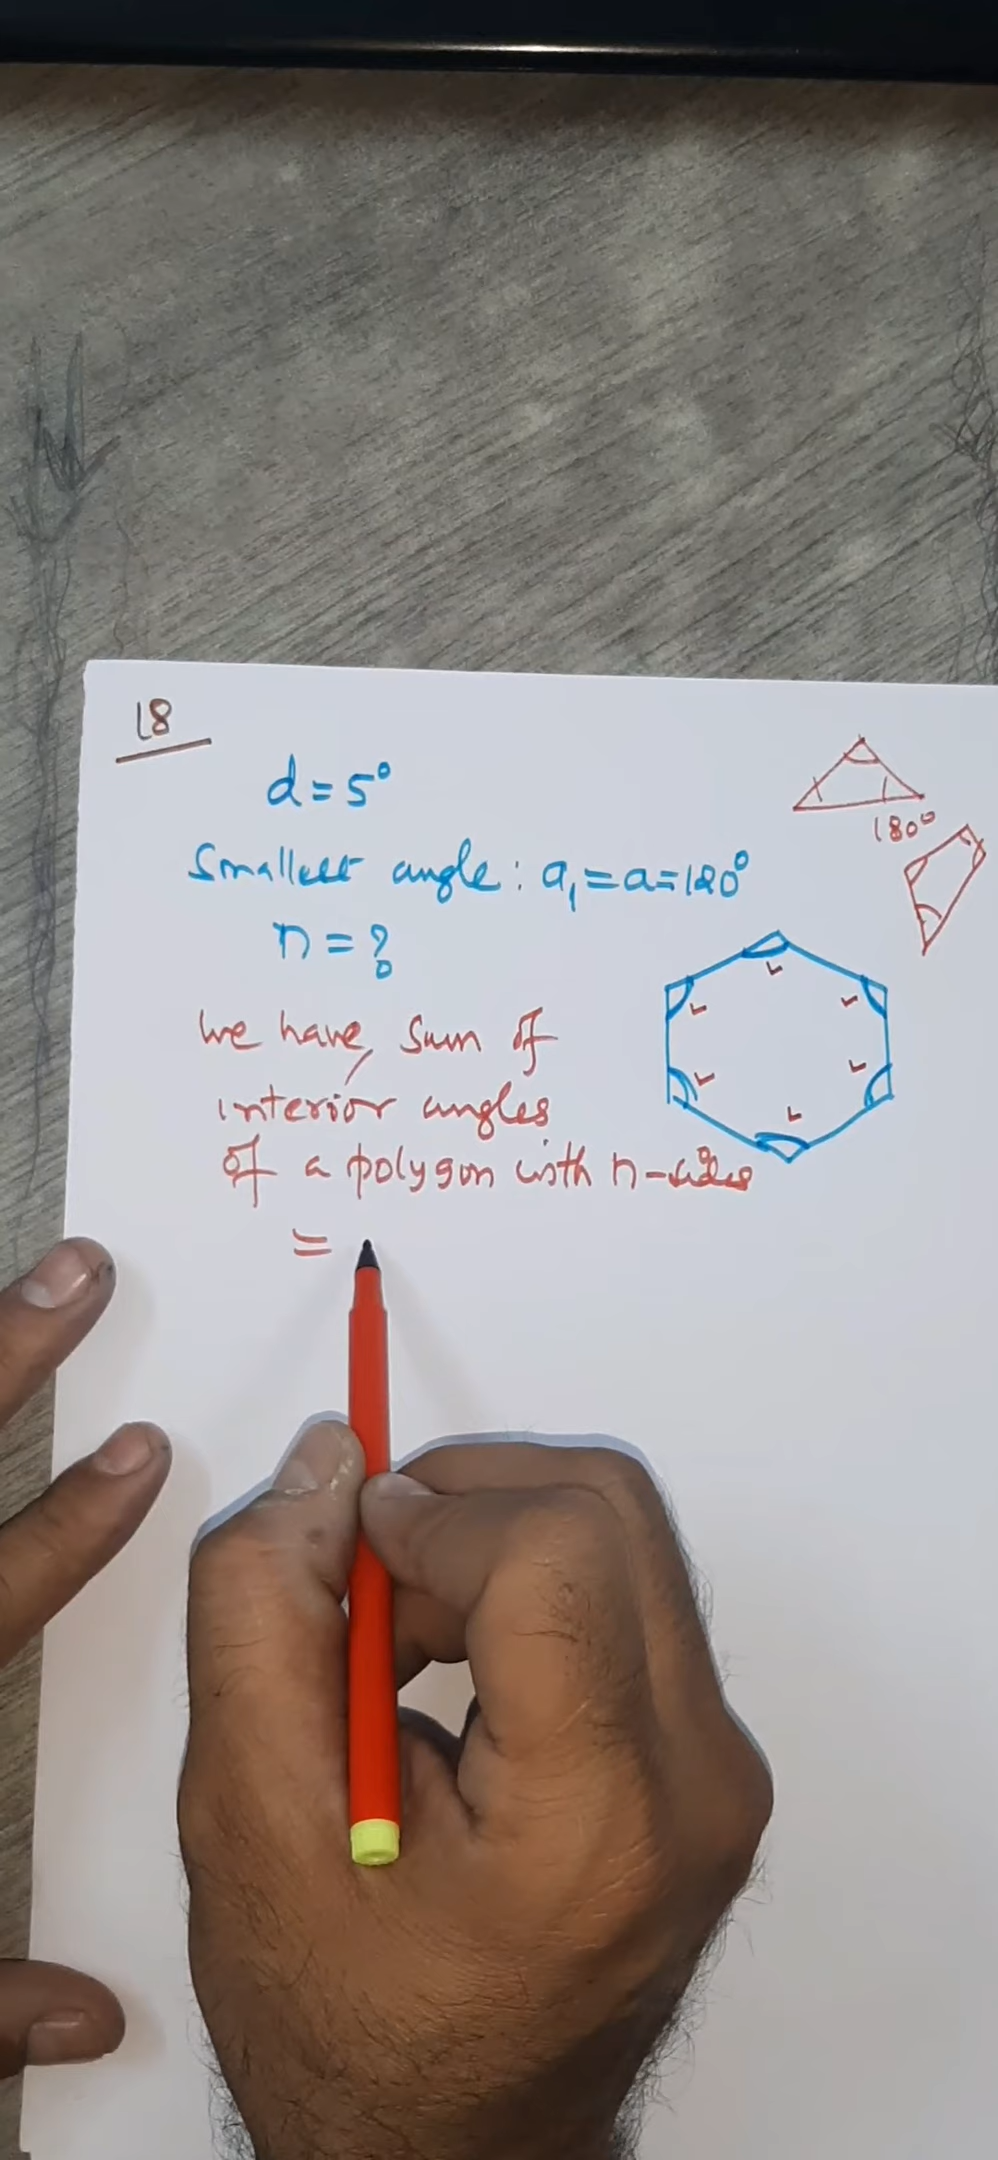 18
d = 5°
Smallest angle : a₁ = a = 120°
n = ?
180°
We have, Sum of
interior angles
of a polygon with n-sides
=